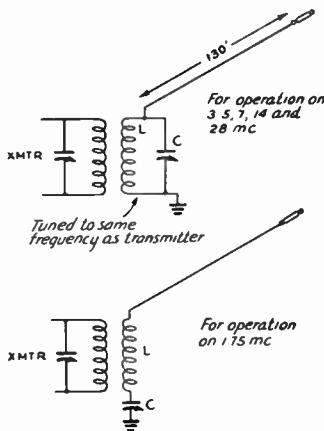 130'
For operation on
3 5, 7, 14 and
28 mc
XMTR
L
C
Tuned to same
frequency as transmitter
For operation
on 1 75 mc
XMTR
L
C